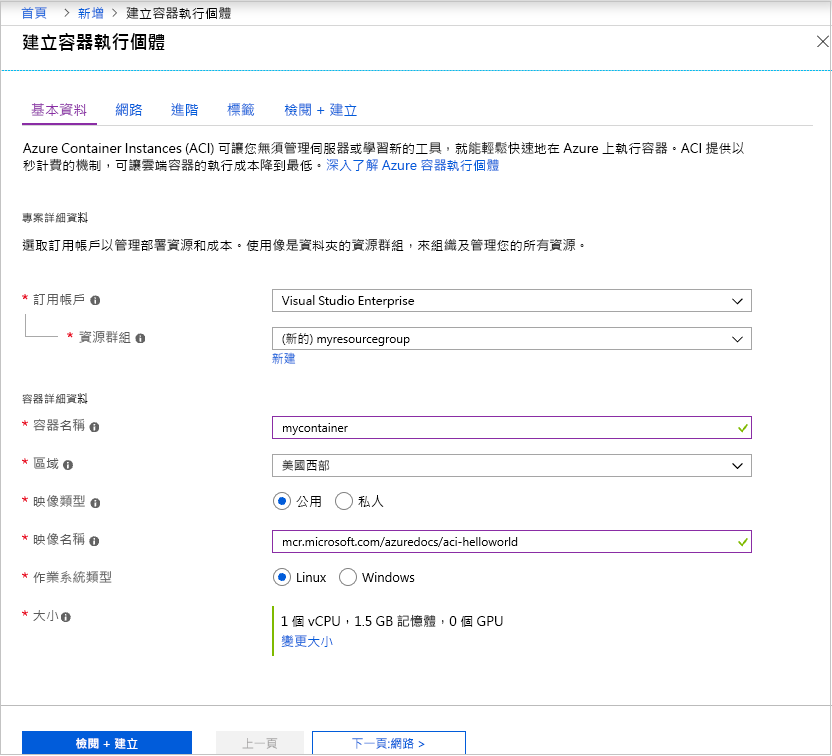 首頁 > 新增 > 建立容器執行個體
建立容器執行個體
基本資料 網路 進階 標籤 檢閱 + 建立
Azure Container Instances (ACI) 可讓您無須管理伺服器或學習新的工具，就能輕鬆快速地在 Azure 上執行容器。ACI 提供以
秒計費的機制，可讓雲端容器的執行成本降到最低。深入了解 Azure 容器執行個體
專案詳細資料
選取訂用帳戶以管理部署資源和成本。使用像是資料夾的資源群組，來組織及管理您的所有資源。
* 訂用帳戶 Visual Studio Enterprise
* 資源群組 (新的) myresourcegroup
新建
容器詳細資料
* 容器名稱 mycontainer
* 區域 美國西部
* 映像類型 公用 私人
* 映像名稱 mcr.microsoft.com/azuredocs/aci-helloworld
* 作業系統類型 Linux Windows
* 大小 1 個 vCPU，1.5 GB 記憶體，0 個 GPU
變更大小
檢閱 + 建立 上一頁 下一頁:網路 >